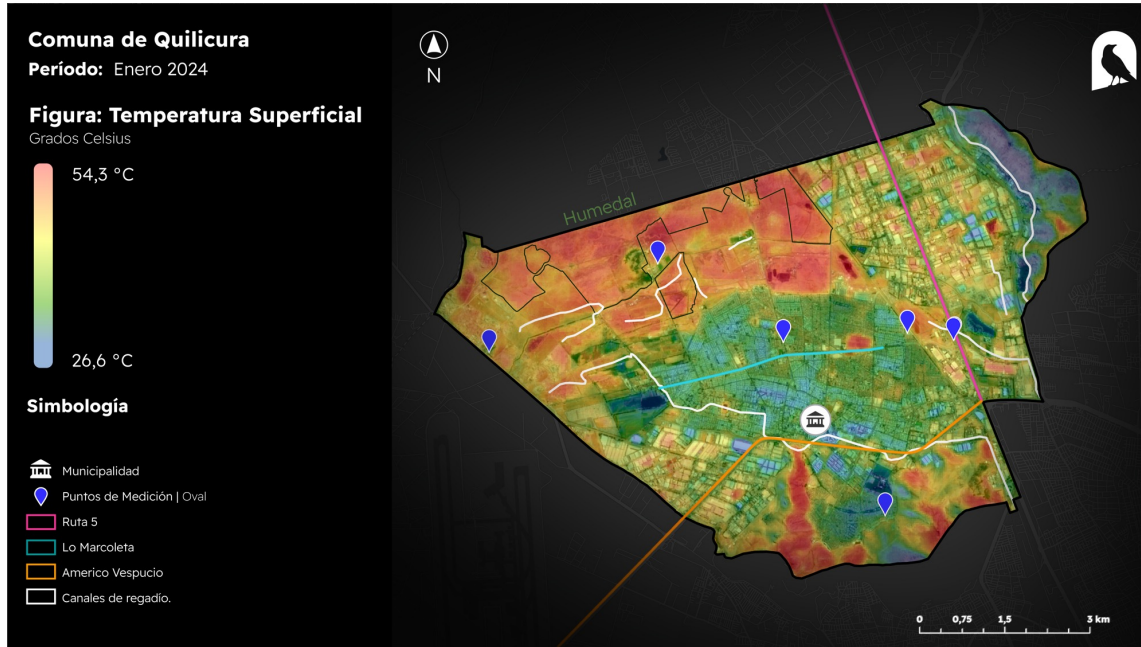 Comuna de Quilicura
Período: Enero 2024
Figura: Temperatura Superficial
Grados Celsius
54,3 °C
26,6 °C
Simbología
Municipalidad
Puntos de Medición | Oval
Ruta 5
Lo Marcoleta
Americo Vespucio
Canales de regadío.
N
Humedal
0 0,75 1,5 3 km